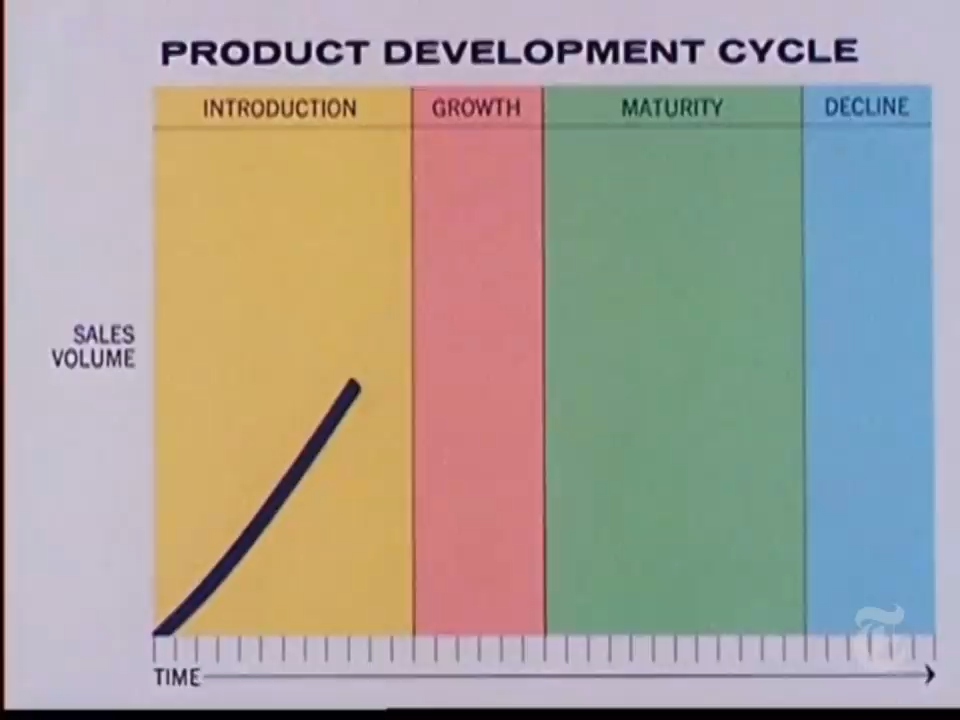 PRODUCT DEVELOPMENT CYCLE
INTRODUCTION GROWTH MATURITY DECLINE
SALES
VOLUME
TIME
T